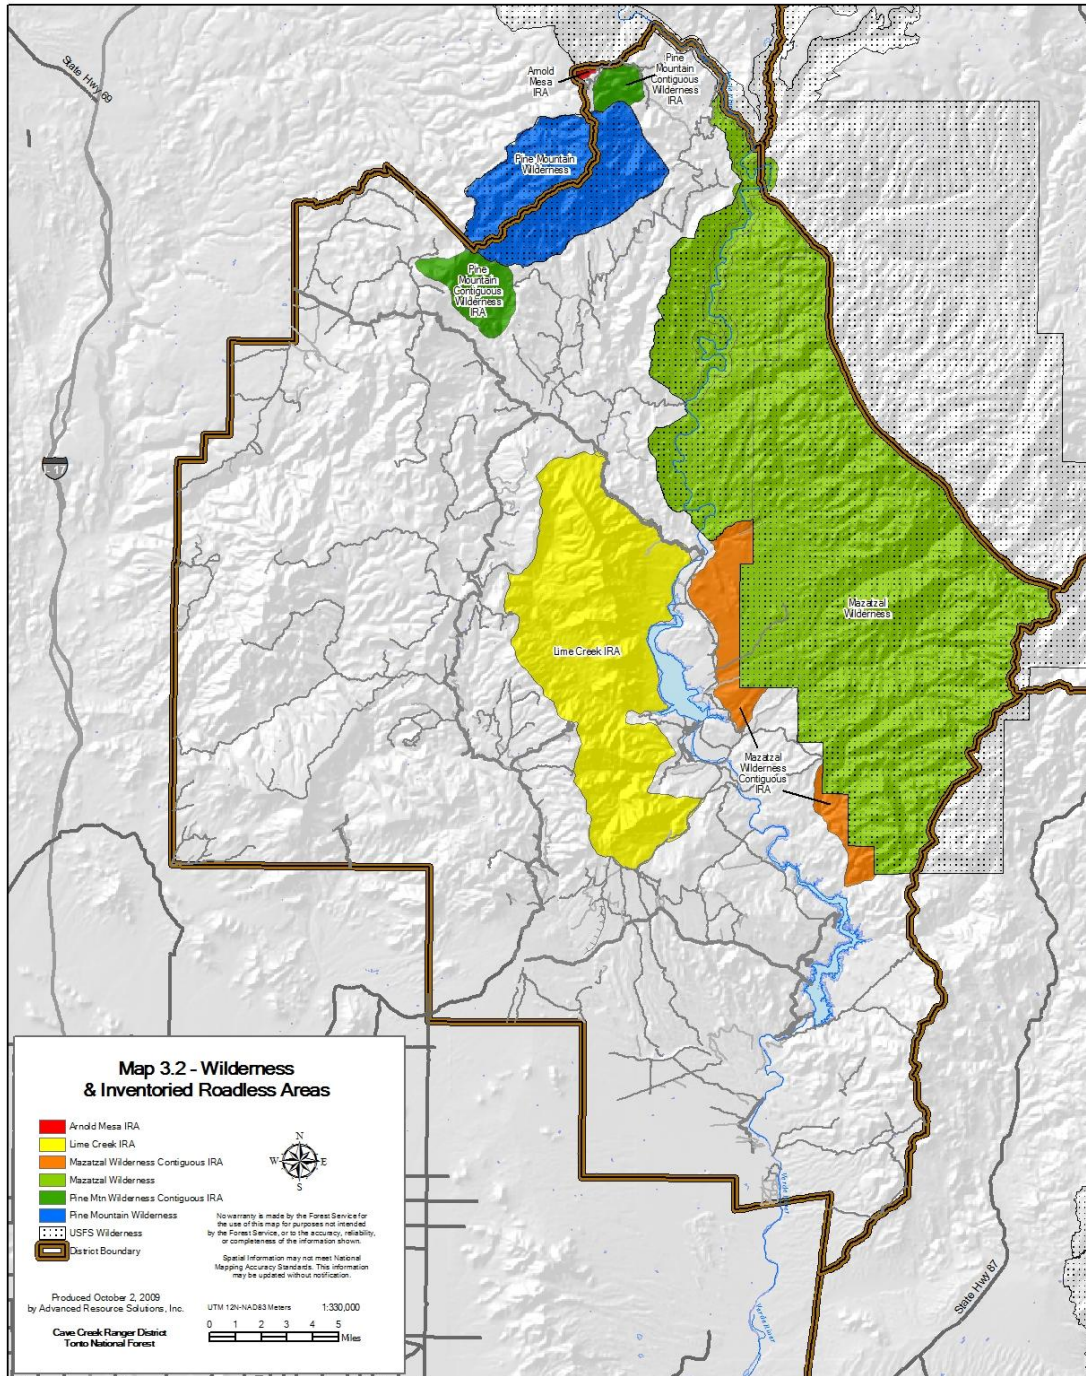 State Hwy 69
Arnold
Mesa
IRA
Pine
Mountain
Contiguous
Wilderness
IRA
Pine Mountain
Wilderness
Pine
Mountain
Contiguous
Wilderness
IRA
Mazatzal
Wilderness
Lime Creek IRA
Mazatzal
Wilderness
Contiguous
IRA
Map 3.2 - Wilderness
& Inventoried Roadless Areas
Arnold Mesa IRA
Lime Creek IRA
Mazatzal Wilderness Contiguous IRA
Mazatzal Wilderness
Pine Mtn Wilderness Contiguous IRA
Pine Mountain Wilderness
USFS Wilderness
District Boundary
N
W E
S
No warranty is made by the Forest Service for
the use of this map for purposes not intended
by the Forest Service, or to the accuracy, reliability,
or completeness of the information shown.
Spatial Information may not meet National
Mapping Accuracy Standards. This information
may be updated without notification.
Produced October 2, 2009
by Advanced Resource Solutions, Inc.
UTM 12N-NAD83 Meters 1:330,000
Cave Creek Ranger District
Tonto National Forest
0 1 2 3 4 5
Miles
Verde River
Verde River
State Hwy 87